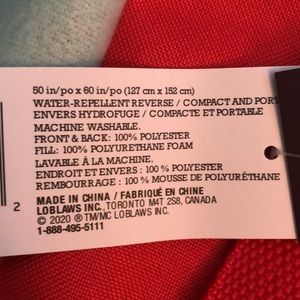 50 in/po x 60 in/po (127 cm x 152 cm)
WATER-REPELLENT REVERSE / COMPACT AND PORT
ENVERS HYDROFUGE / COMPACTE ET PORTABLE
MACHINE WASHABLE.
FRONT & BACK: 100% POLYESTER
FILL: 100% POLYURETHANE FOAM
LAVABLE À LA MACHINE.
ENDROIT ET ENVERS : 100 % POLYESTER
REMBOURRAGE : 100 % MOUSSE DE POLYURÉTHANE
MADE IN CHINA / FABRIQUÉ EN CHINE
LOBLAWS INC., TORONTO M4T 2S8, CANADA
© 2020 ®TM/MC LOBLAWS INC.
1-888-495-5111
2